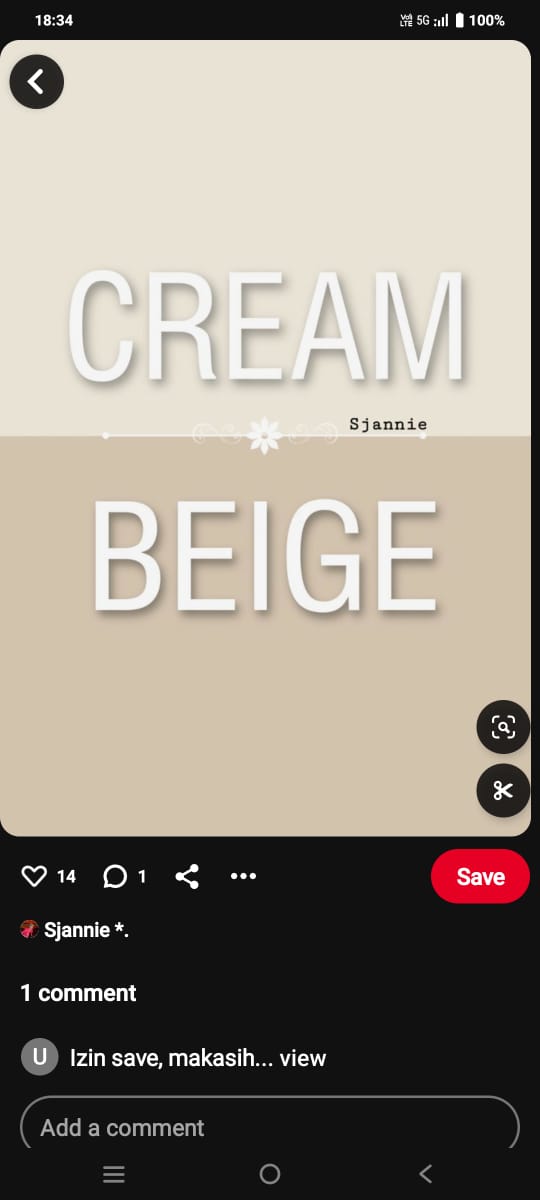 18:34
Vo) LTE 5G 100%
CREAM
Sjannie
BEIGE
14 1 Save
Sjannie *.
1 comment
U Izin save, makasih... view
Add a comment